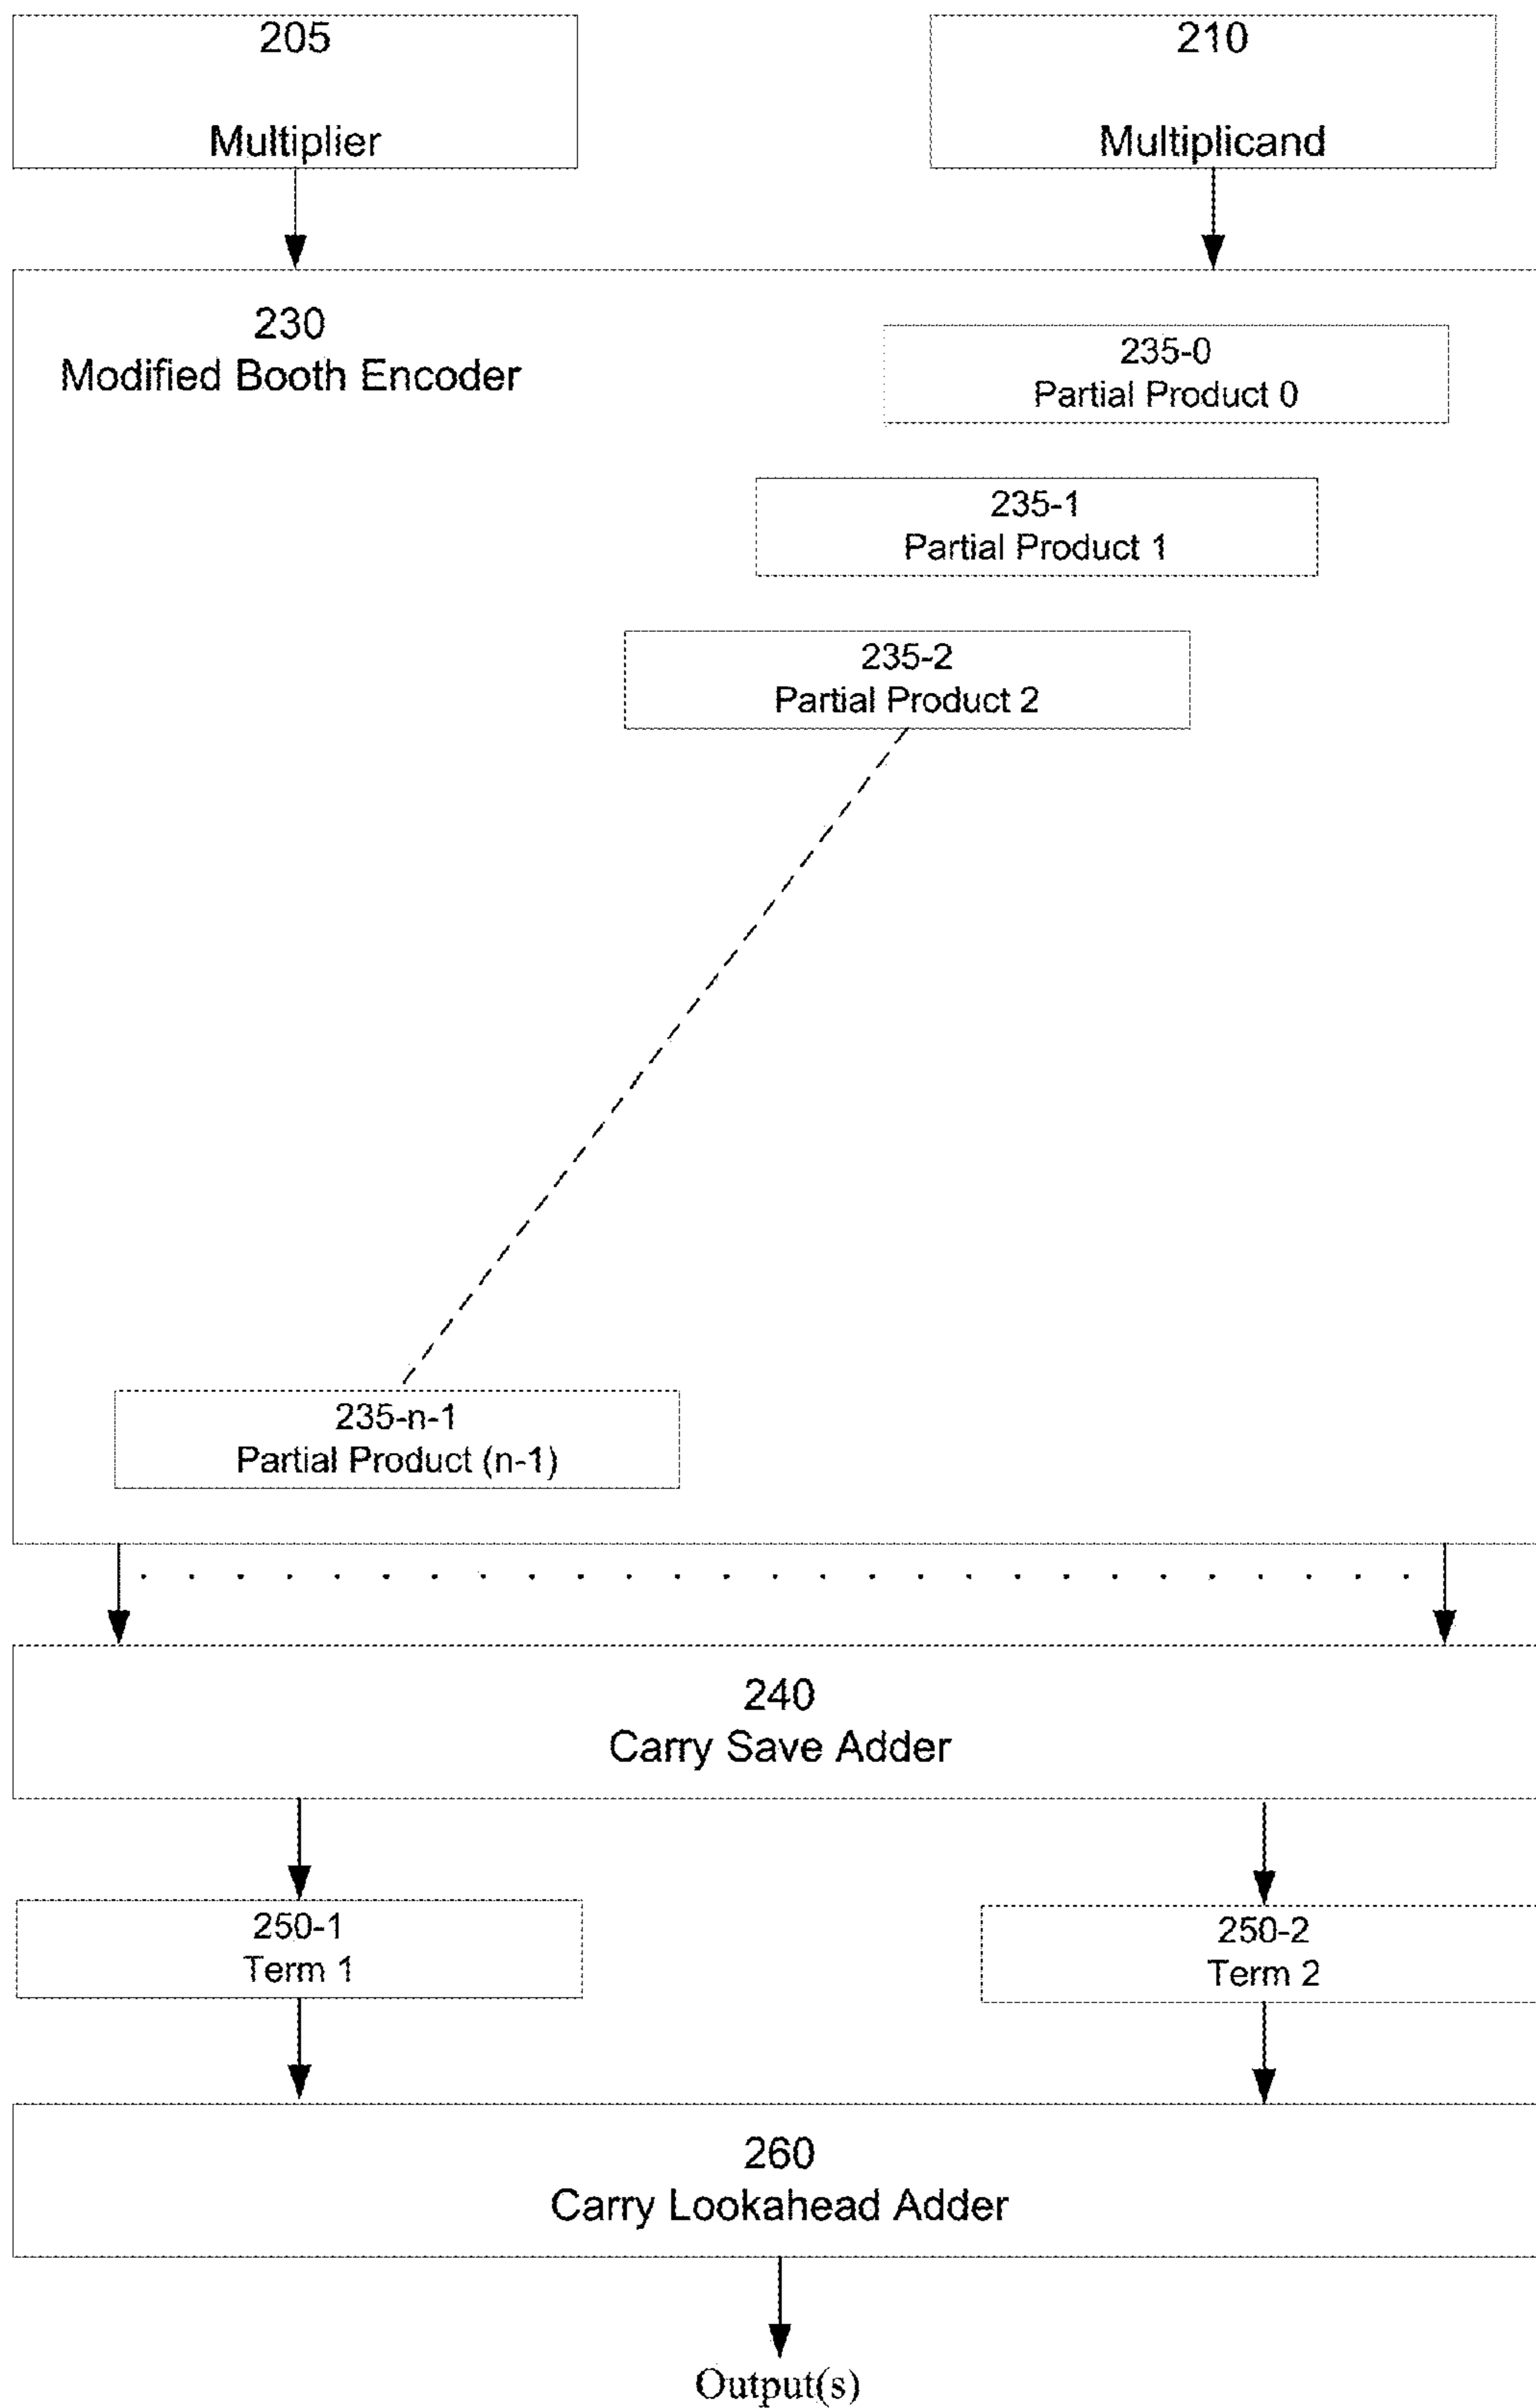 205
Multiplier
210
Multiplicand
230
Modified Booth Encoder
235-0
Partial Product 0
235-1
Partial Product 1
235-2
Partial Product 2
235-n-1
Partial Product (n-1)
240
Carry Save Adder
250-1
Term 1
250-2
Term 2
260
Carry Lookahead Adder
Output(s)